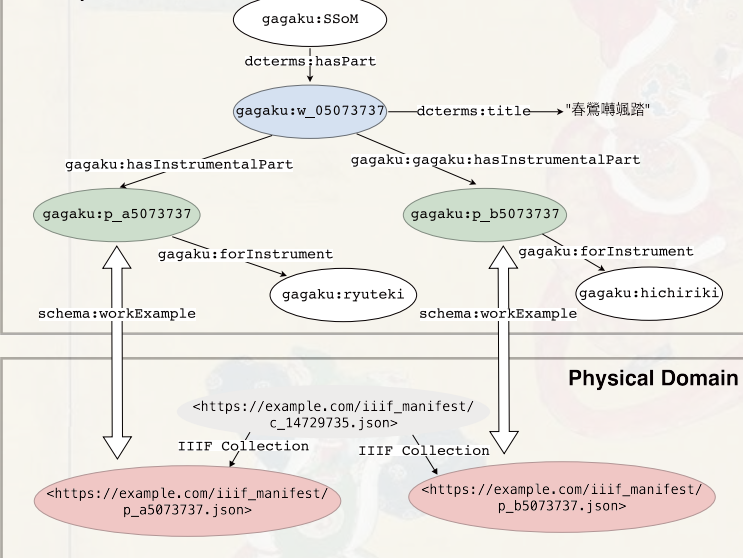 gagaku:SSoM
dcterms:hasPart
gagaku:w_05073737
dcterms:title
"春鶯囀颯踏"
gagaku:hasInstrumentalPart
gagaku:gagaku:hasInstrumentalPart
gagaku:p_a5073737
gagaku:p_b5073737
gagaku:forInstrument
gagaku:forInstrument
gagaku:ryuteki
gagaku:hichiriki
schema:workExample
schema:workExample
Physical Domain
<https://example.com/iiif_manifest/
c_14729735.json>
IIIF Collection
IIIF Collection
<https://example.com/iiif_manifest/
p_a5073737.json>
<https://example.com/iiif_manifest/
p_b5073737.json>